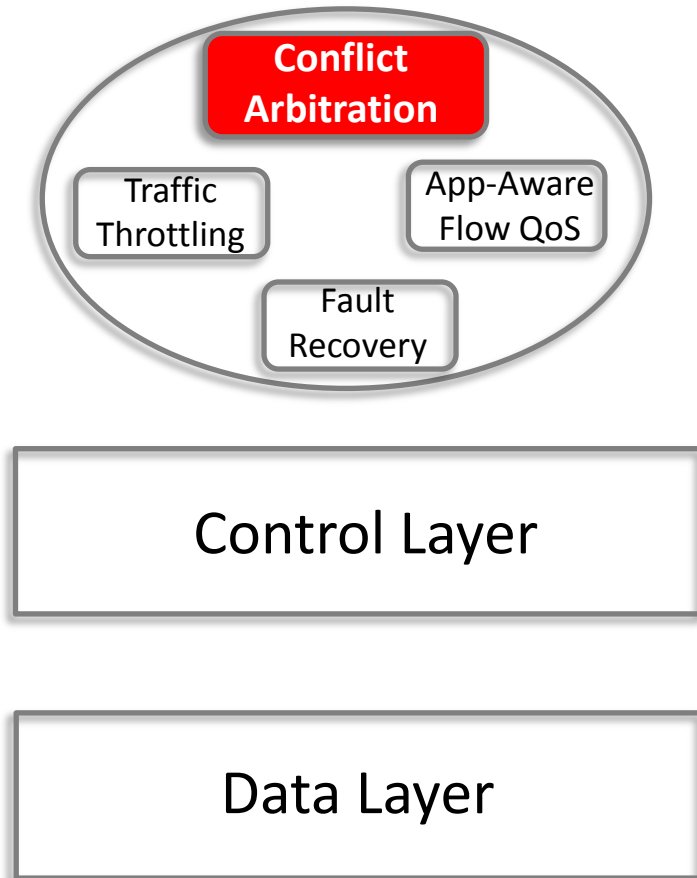 Conflict
Arbitration
Traffic
Throttling
App-Aware
Flow QoS
Fault
Recovery
Control Layer
Data Layer